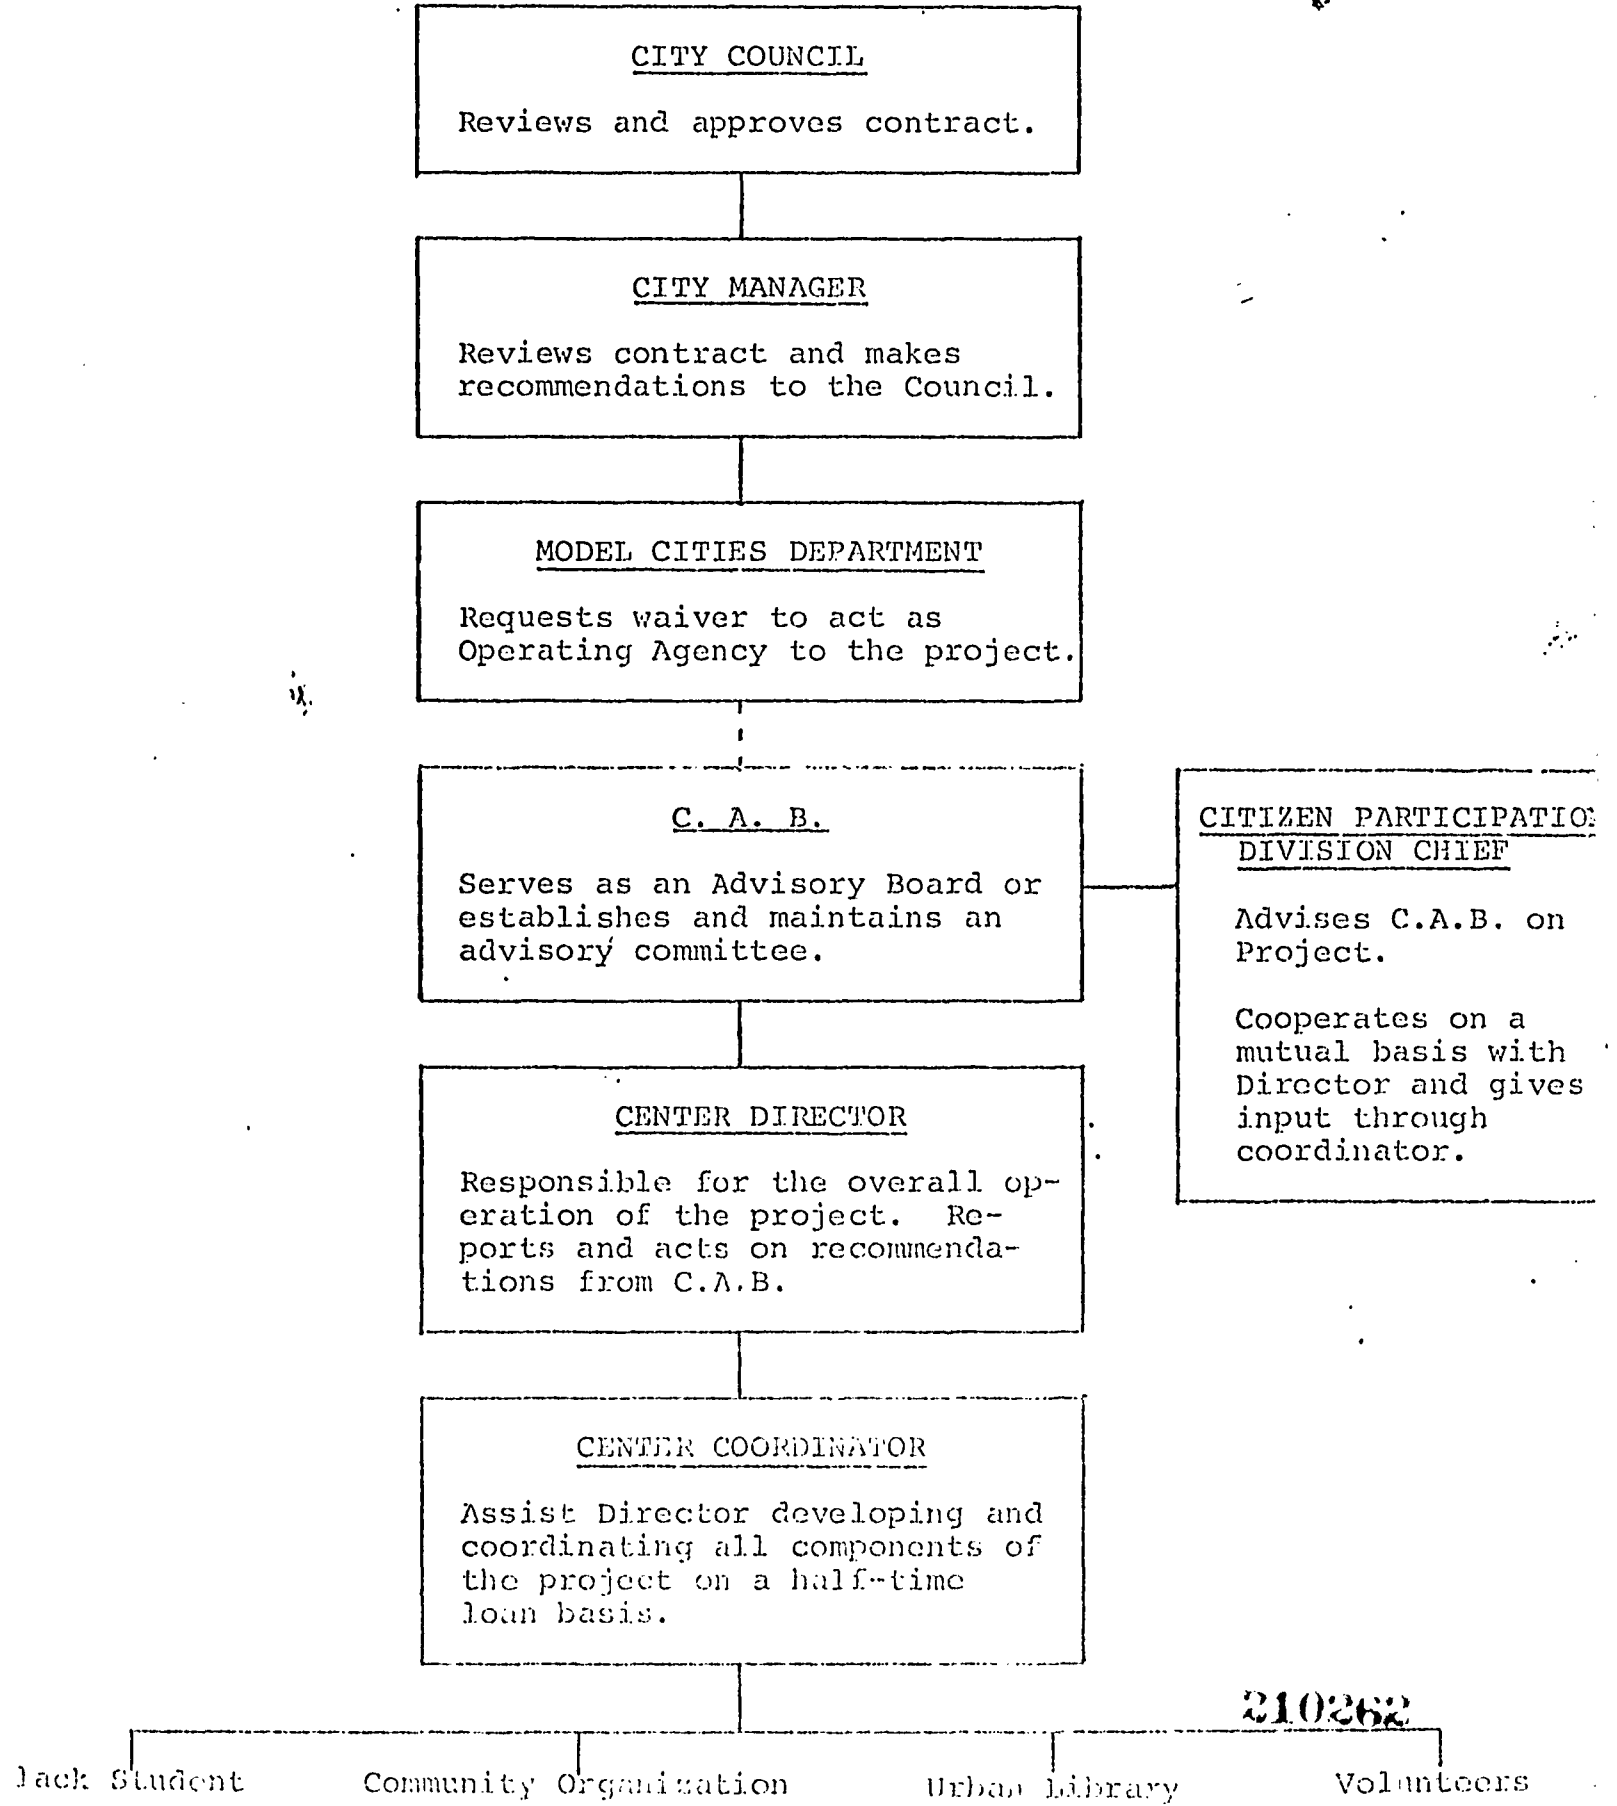 CITY COUNCIL
Reviews and approves contract.
CITY MANAGER
Reviews contract and makes
recommendations to the Council.
MODEL CITIES DEPARTMENT
Requests waiver to act as
Operating Agency to the project.
C. A. B.
Serves as an Advisory Board or
establishes and maintains an
advisory committee.
CITIZEN PARTICIPATIO
DIVISION CHIEF
Advises C.A.B. on
Project.
Cooperates on a
mutual basis with
Director and gives
input through
coordinator.
CENTER DIRECTOR
Responsible for the overall op-
eration of the project. Re-
ports and acts on recommenda-
tions from C.A.B.
CENTER COORDINATOR
Assist Director developing and
coordinating all components of
the project on a half-time
loan basis.
210262
lack Student Community Organization Urban Library Volunteers